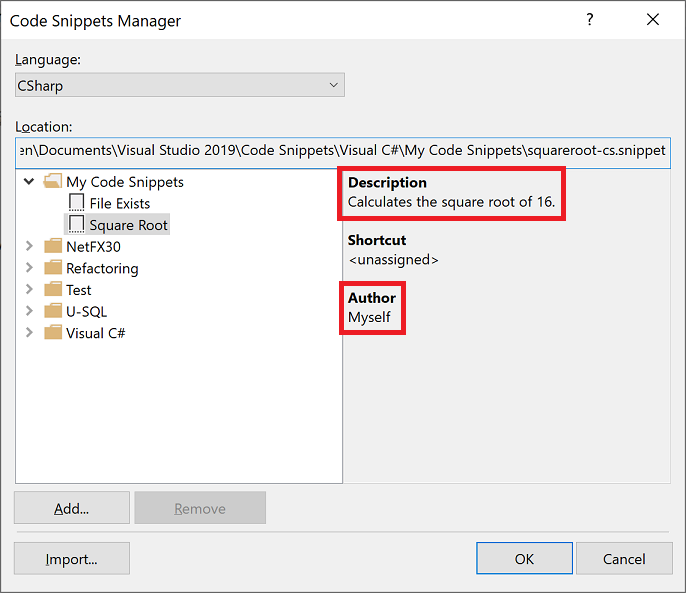 Code Snippets Manager
?
Language:
CSharp
Location:
en\Documents\Visual Studio 2019\Code Snippets\Visual C#\My Code Snippets\squareroot-cs.snippet
My Code Snippets
File Exists
Square Root
NetFX30
Refactoring
Test
U-SQL
Visual C#
Description
Calculates the square root of 16.
Shortcut
<unassigned>
Author
Myself
Add...
Remove
Import...
OK
Cancel